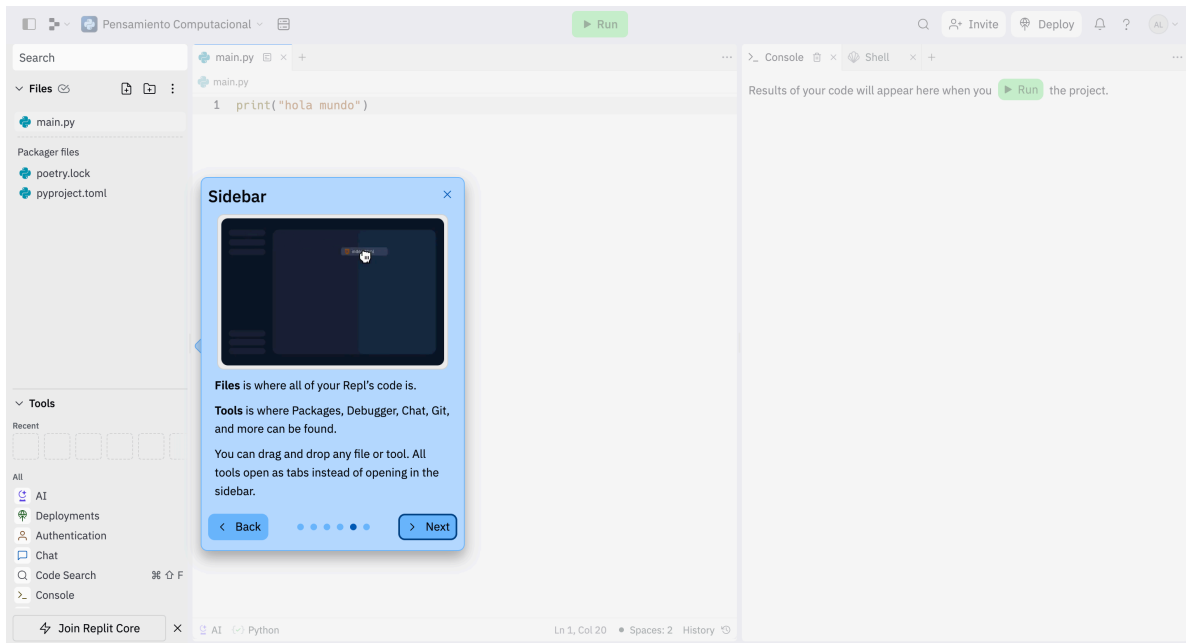 Pensamiento Computacional
Run
Invite
Deploy
AL
Search
Files
main.py
Packager files
poetry.lock
pyproject.toml
Tools
Recent
All
AI
Deployments
Authentication
Chat
Code Search ⌘ ⇧ F
Console
Join Replit Core
main.py
main.py
1 print("hola mundo")
Sidebar
Files is where all of your Repl's code is.
Tools is where Packages, Debugger, Chat, Git,
and more can be found.
You can drag and drop any file or tool. All
tools open as tabs instead of opening in the
sidebar.
Back
Next
AI Python
Ln 1, Col 20 Spaces: 2 History
Console
Shell
Results of your code will appear here when you Run the project.